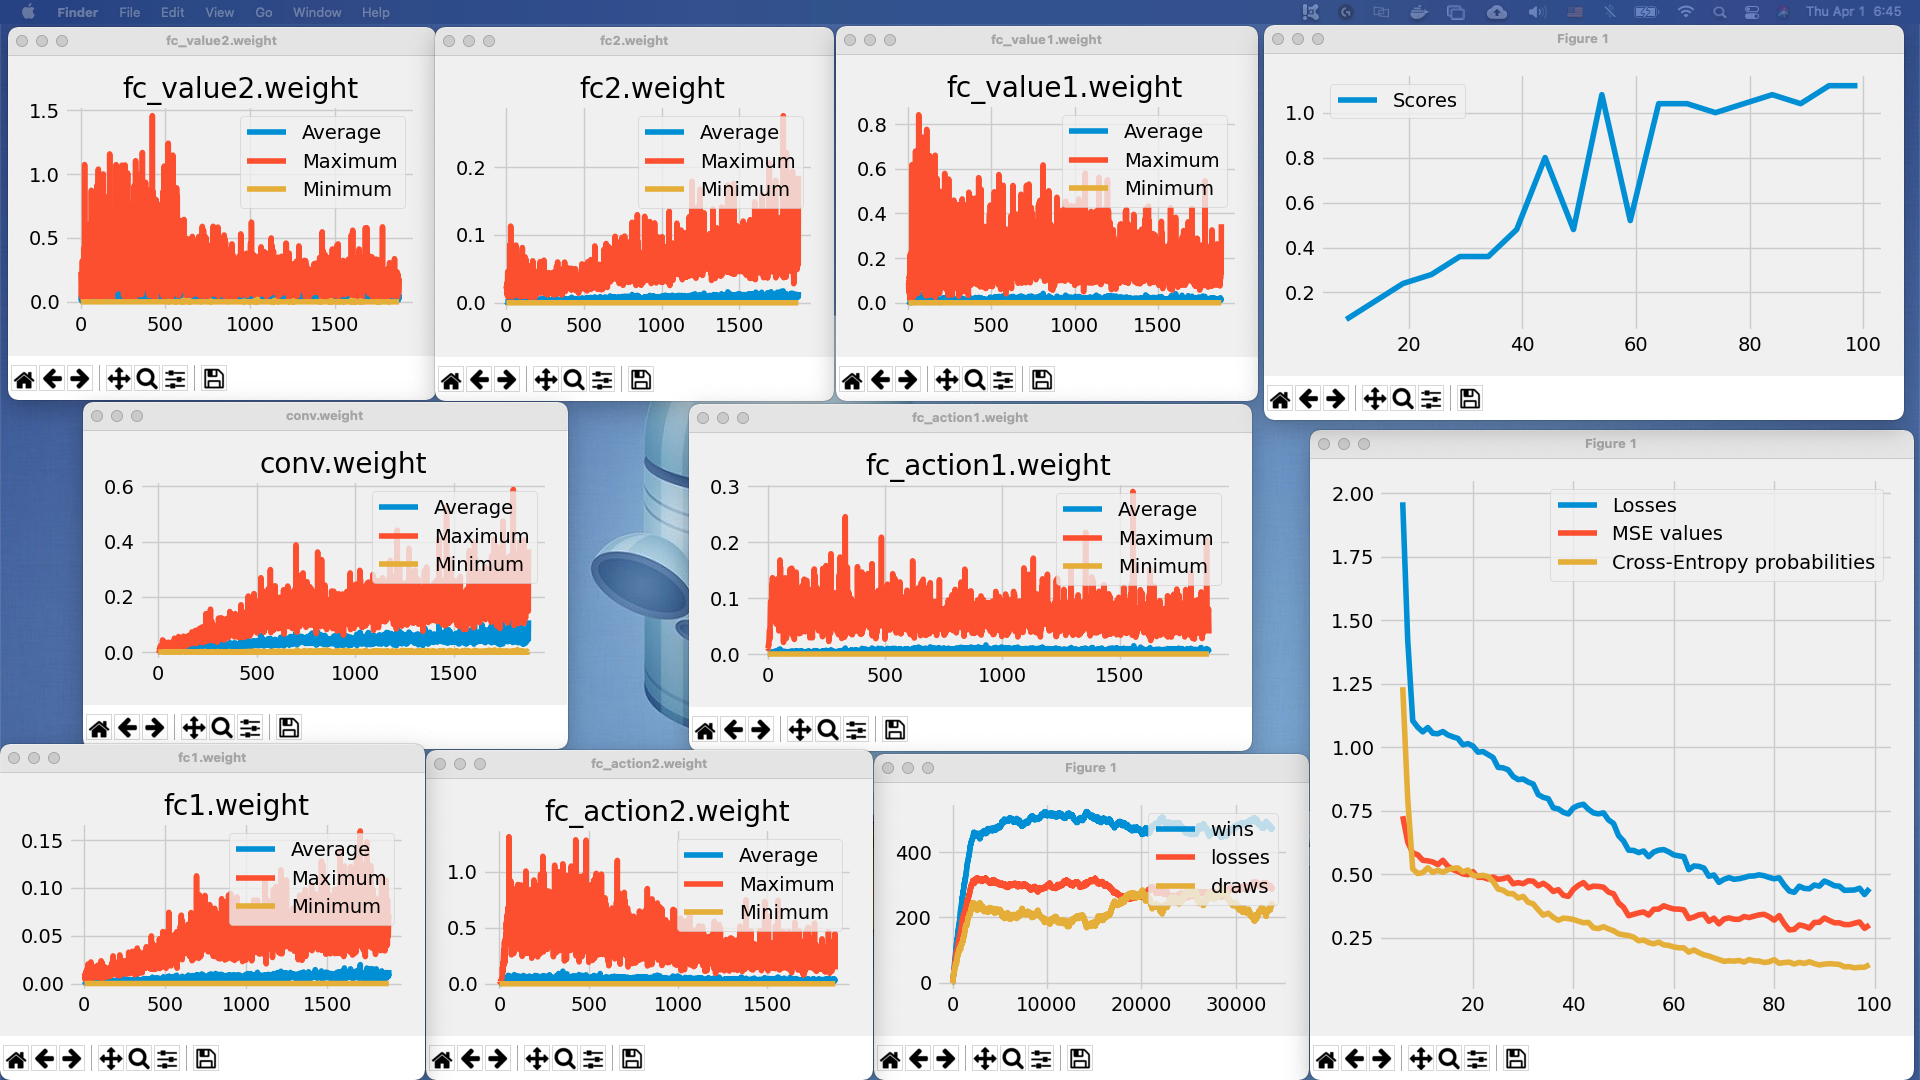 Finder File Edit View Go Window Help
Thu Apr 1 6:45
fc_value2.weight
fc_value2.weight
1.5
1.0
0.5
0.0
0 500 1000 1500
Average
Maximum
Minimum
fc2.weight
fc2.weight
0.2
0.1
0.0
0 500 1000 1500
Average
Maximum
Minimum
fc_value1.weight
fc_value1.weight
0.8
0.6
0.4
0.2
0.0
0 500 1000 1500
Average
Maximum
Minimum
Figure 1
Scores
1.0
0.8
0.6
0.4
0.2
20 40 60 80 100
conv.weight
conv.weight
0.6
0.4
0.2
0.0
0 500 1000 1500
Average
Maximum
Minimum
fc_action1.weight
fc_action1.weight
0.3
0.2
0.1
0.0
0 500 1000 1500
Average
Maximum
Minimum
Figure 1
Losses
MSE values
Cross-Entropy probabilities
2.00
1.75
1.50
1.25
1.00
0.75
0.50
0.25
20 40 60 80 100
fc1.weight
fc1.weight
0.15
0.10
0.05
0.00
0 500 1000 1500
Average
Maximum
Minimum
fc_action2.weight
fc_action2.weight
1.0
0.5
0.0
0 500 1000 1500
Average
Maximum
Minimum
Figure 1
wins
losses
draws
400
200
0
0 10000 20000 30000